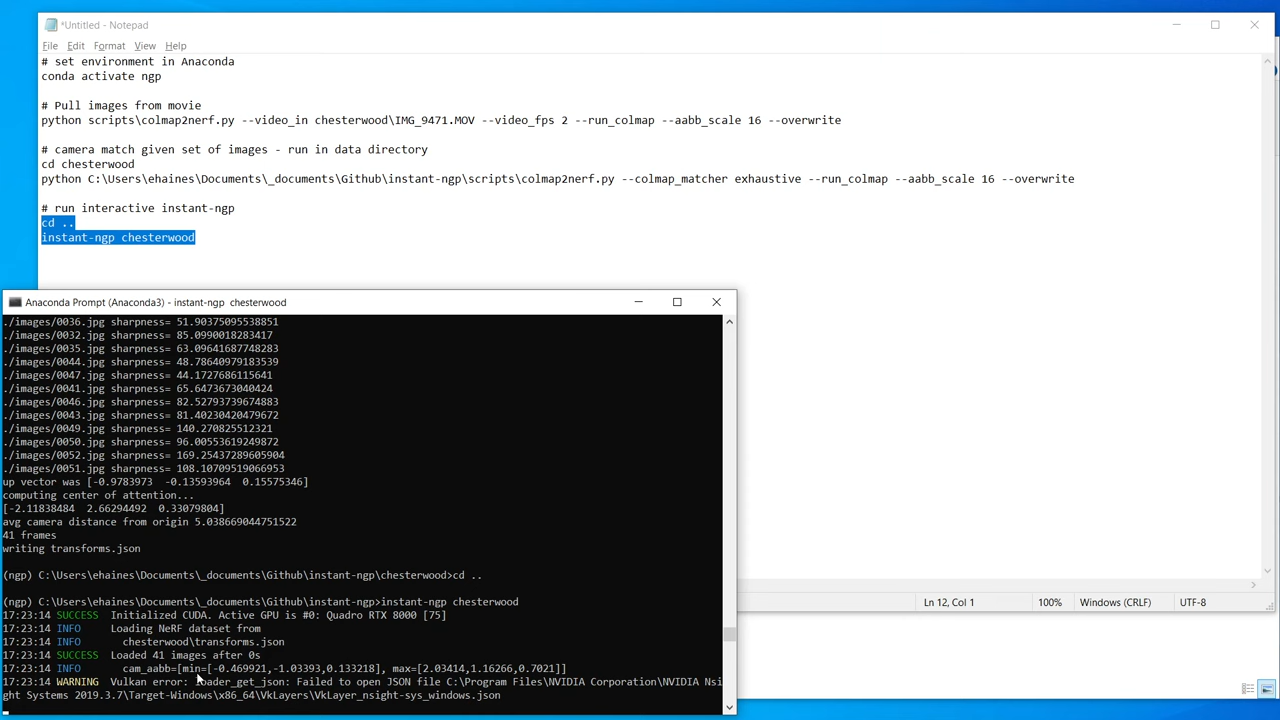 *Untitled - Notepad
File Edit Format View Help
# set environment in Anaconda
conda activate ngp
# Pull images from movie
python scripts\colmap2nerf.py --video_in chesterwood\IMG_9471.MOV --video_fps 2 --run_colmap --aabb_scale 16 --overwrite
# camera match given set of images - run in data directory
cd chesterwood
python C:\Users\ehaines\Documents\_documents\Github\instant-ngp\scripts\colmap2nerf.py --colmap_matcher exhaustive --run_colmap --aabb_scale 16 --overwrite
# run interactive instant-ngp
cd ..
instant-ngp chesterwood
Ln 12, Col 1 100% Windows (CRLF) UTF-8
Anaconda Prompt (Anaconda3) - instant-ngp  chesterwood
./images/0036.jpg sharpness= 51.90375095538851
./images/0032.jpg sharpness= 85.0990018283417
./images/0035.jpg sharpness= 63.09641687748283
./images/0044.jpg sharpness= 48.78640979183539
./images/0047.jpg sharpness= 44.1727686115641
./images/0041.jpg sharpness= 65.6473673040424
./images/0046.jpg sharpness= 82.52793739674883
./images/0043.jpg sharpness= 81.40230420479672
./images/0049.jpg sharpness= 140.270825512321
./images/0050.jpg sharpness= 96.00553619249872
./images/0052.jpg sharpness= 169.25437289605904
./images/0051.jpg sharpness= 108.10709519066953
up vector was [-0.9783973  -0.13593964  0.15575346]
computing center of attention...
[-2.11838484  2.66294492  0.33079804]
avg camera distance from origin 5.038669044751522
41 frames
writing transforms.json
(ngp) C:\Users\ehaines\Documents\_documents\Github\instant-ngp\chesterwood>cd ..
(ngp) C:\Users\ehaines\Documents\_documents\Github\instant-ngp>instant-ngp chesterwood
17:23:14 SUCCESS  Initialized CUDA. Active GPU is #0: Quadro RTX 8000 [75]
17:23:14 INFO     Loading NeRF dataset from
17:23:14 INFO       chesterwood\transforms.json
17:23:14 SUCCESS  Loaded 41 images after 0s
17:23:14 INFO       cam_aabb=[min=[-0.469921,-1.03393,0.133218], max=[2.03414,1.16266,0.7021]]
17:23:14 WARNING  Vulkan error: loader_get_json: Failed to open JSON file C:\Program Files\NVIDIA Corporation\NVIDIA Nsi
ght Systems 2019.3.7\Target-Windows\x86_64\VkLayers\VkLayer_nsight-sys_windows.json